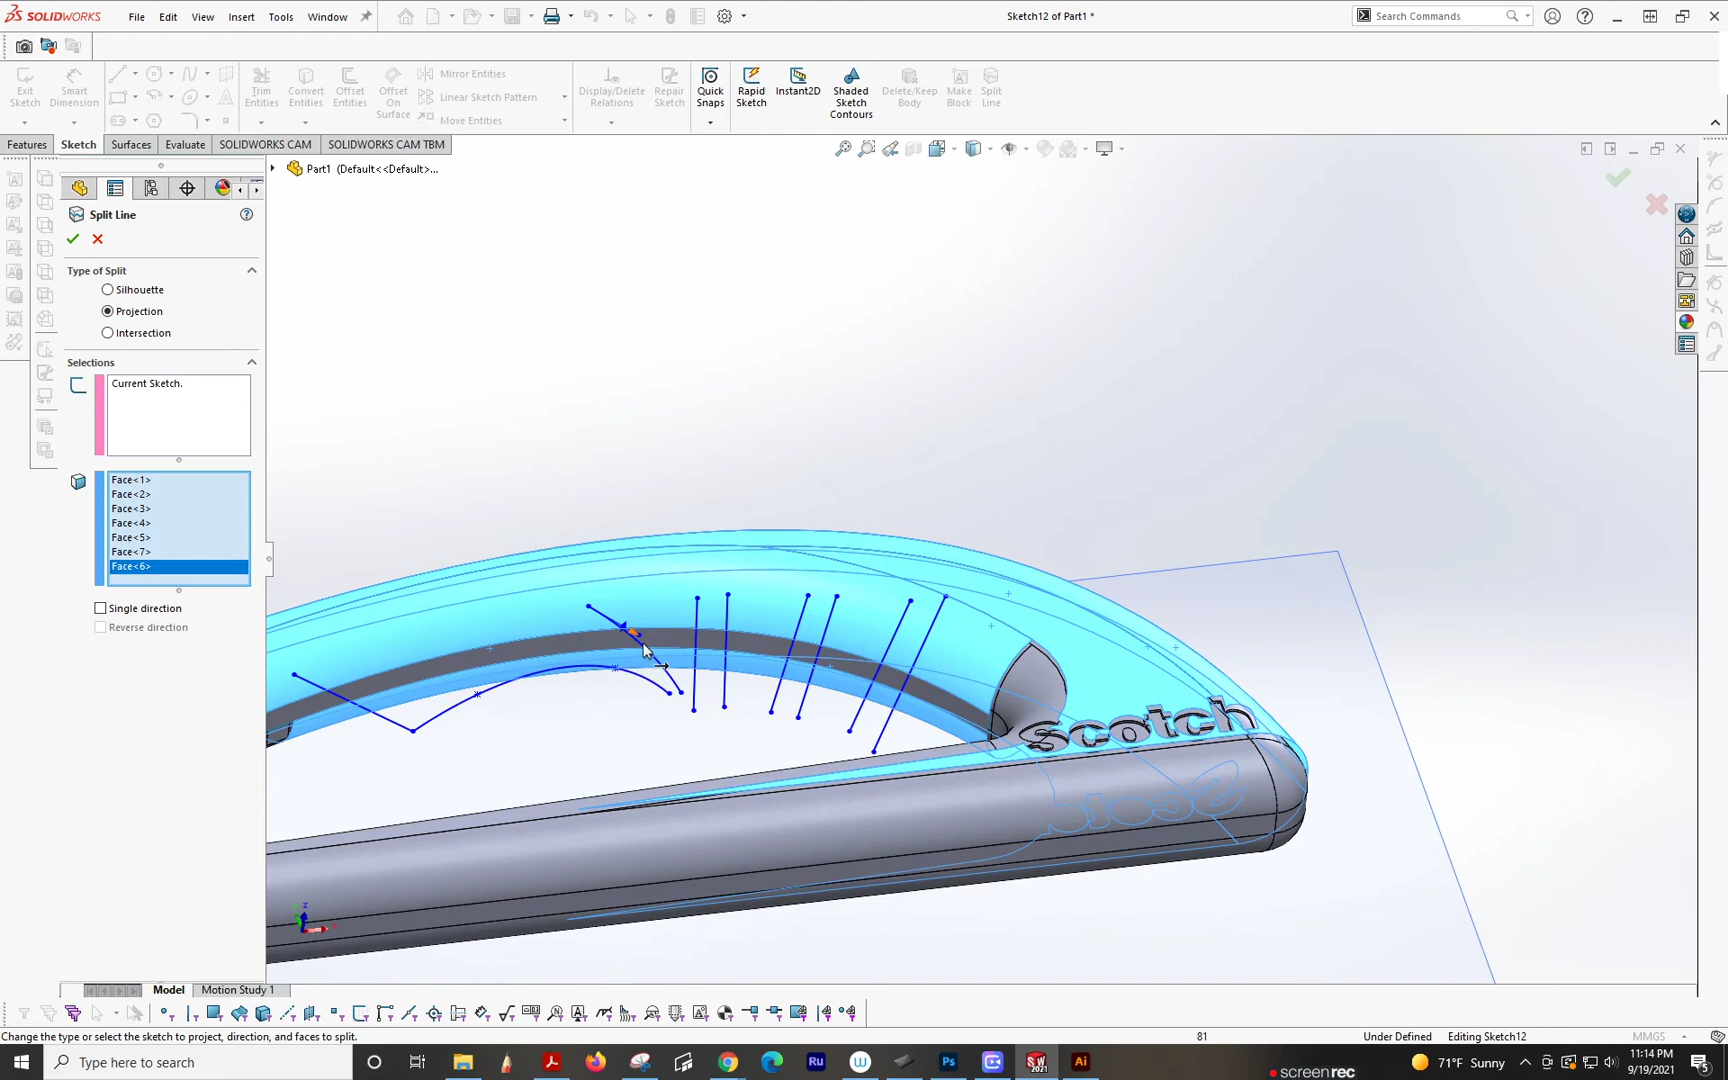 SOLIDWORKS File Edit View Insert Tools Window Sketch12 of Part1 * Search Commands
Exit Sketch
Smart Dimension
Trim Entities
Convert Entities
Offset Entities
Offset On Surface
Mirror Entities
Linear Sketch Pattern
Move Entities
Display/Delete Relations
Repair Sketch
Quick Snaps
Rapid Sketch
Instant2D
Shaded Sketch Contours
Delete/Keep Body
Make Block
Split Line
Features Sketch Surfaces Evaluate SOLIDWORKS CAM SOLIDWORKS CAM TBM
Part1 (Default<<Default>...
Split Line
Type of Split
Silhouette
Projection
Intersection
Selections
Current Sketch.
Face<1>
Face<2>
Face<3>
Face<4>
Face<5>
Face<7>
Face<6>
Single direction
Reverse direction
scotch
Model Motion Study 1
Change the type or select the sketch to project, direction, and faces to split. 81 Under Defined Editing Sketch12 MMGS
Type here to search
71°F Sunny
11:14 PM
9/19/2021
screenrec